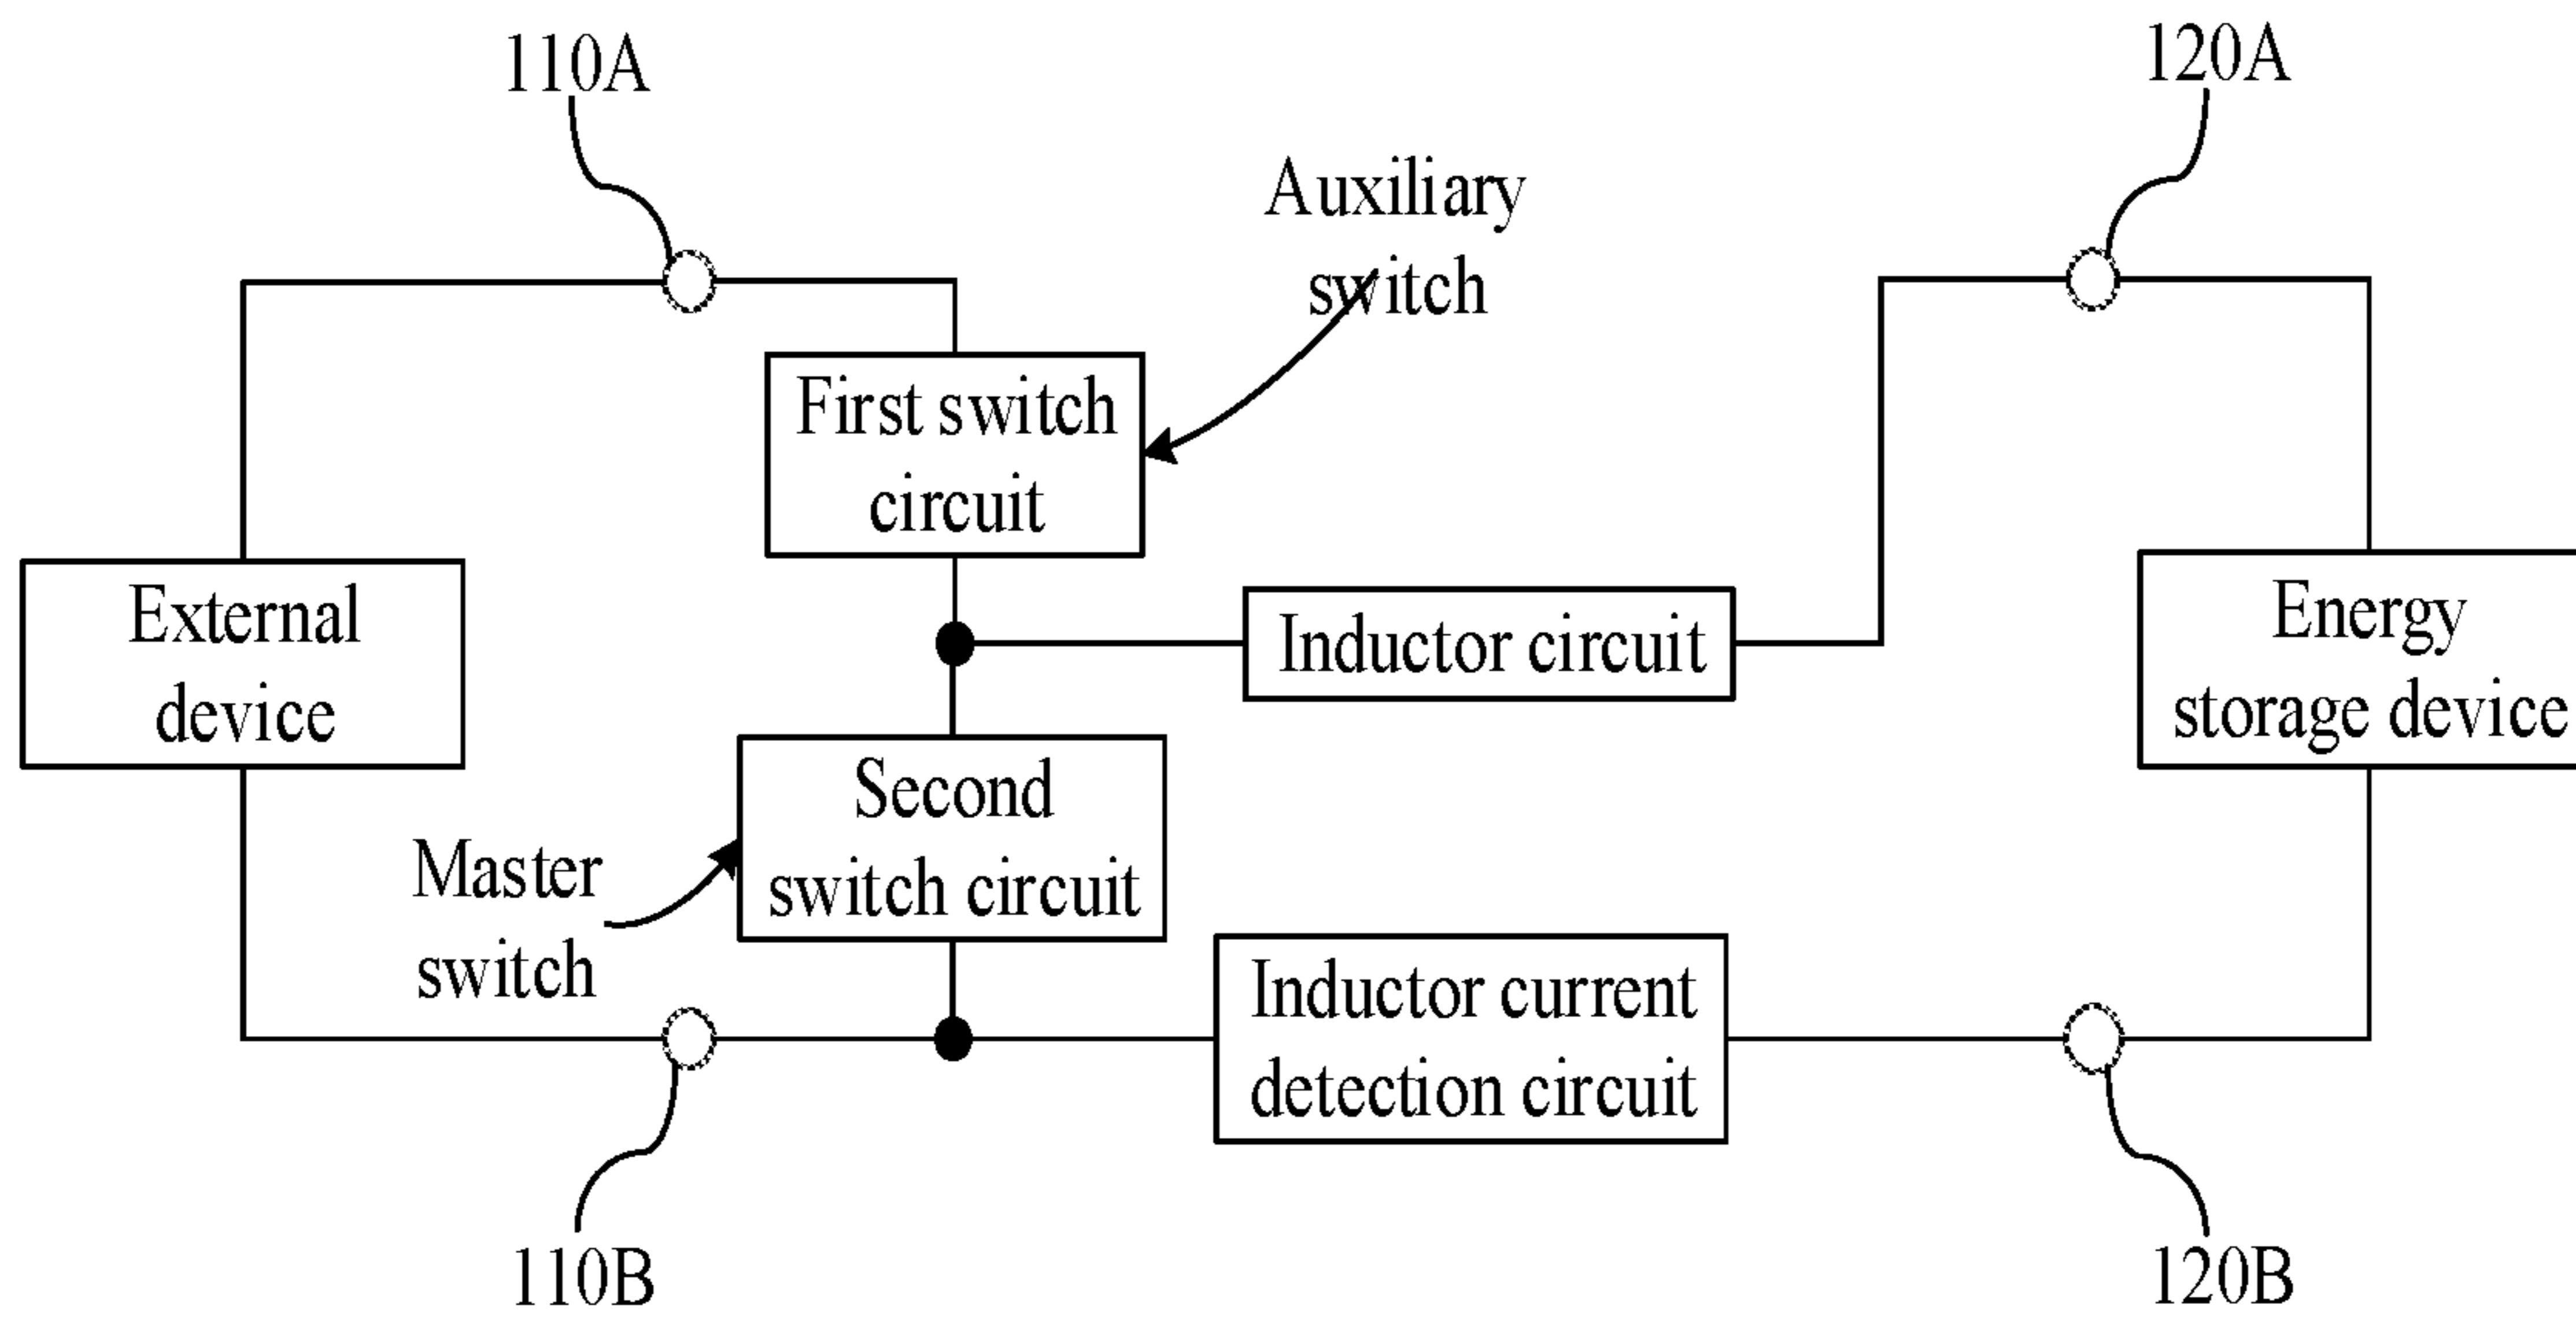 110A
120A
Auxiliary
switch
First switch
circuit
External
device
Inductor circuit
Energy
storage device
Second
switch circuit
Master
switch
Inductor current
detection circuit
110B
120B